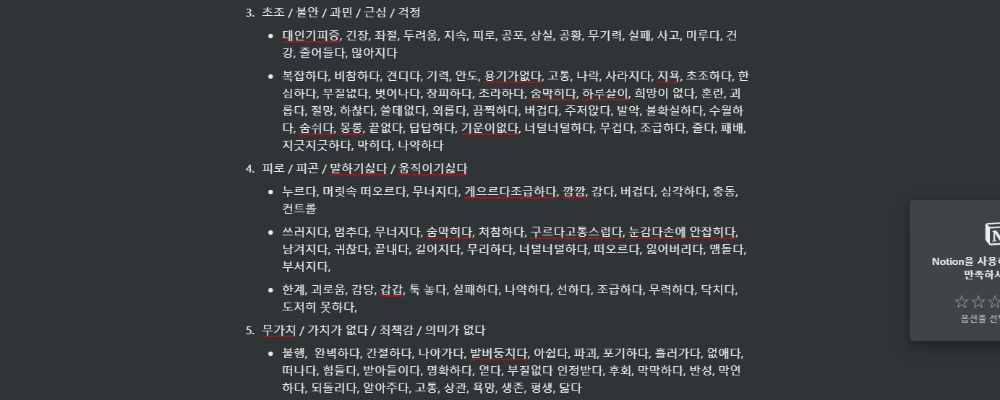 3. 초조 / 불안 / 과민 / 근심 / 걱정
대인기피증, 긴장, 좌절, 두려움, 지속, 피로, 공포, 상실, 공황, 무기력, 실패, 사고, 미루다, 건
강, 줄어들다, 많아지다
복잡하다, 비참하다, 견디다, 기력, 안도, 용기가없다, 고통, 나락, 사라지다, 지욕, 초조하다, 한
심하다, 부질없다, 벗어나다, 창피하다, 초라하다, 숨막히다, 하루살이, 희망이 없다, 혼란, 괴
롭다, 절망, 하찮다, 쓸데없다, 외롭다, 끔찍하다, 버겁다, 주저앉다, 발악, 불확실하다, 수월하
다, 숨쉬다, 몽롱, 끝없다, 답답하다, 기운이없다, 너덜너덜하다, 무겁다, 조급하다, 줄다, 패배,
지긋지긋하다, 막히다, 나약하다
4. 피로 / 피곤 / 말하기싫다 / 움직이기싫다
누르다, 머릿속 떠오르다, 무너지다, 게으르다조급하다, 깜깜, 감다, 버겁다, 심각하다, 충동,
컨트롤
쓰러지다, 멈추다, 무너지다, 숨막히다, 처참하다, 구르다고통스럽다, 눈감다손에 안잡히다,
남겨지다, 귀찮다, 끝내다, 길어지다, 무리하다, 너덜너덜하다, 떠오르다, 잃어버리다, 맴돌다,
부서지다,
한계, 괴로움, 감당, 갑갑, 툭 놓다, 실패하다, 나약하다, 선하다, 조급하다, 무력하다, 닥치다,
도저히 못하다,
5. 무가치 / 가치가 없다 / 죄책감 / 의미가 없다
불행,  완벽하다, 간절하다, 나아가다, 발버둥치다, 아쉽다, 파괴, 포기하다, 흘러가다, 없애다,
떠나다, 힘들다, 받아들이다, 명확하다, 얻다, 부질없다 인정받다, 후회, 막막하다, 반성, 막연
하다, 되돌리다, 알아주다, 고통, 상관, 욕망, 생존, 평생, 닳다
Notion을 사용
만족하시
옵션을 선